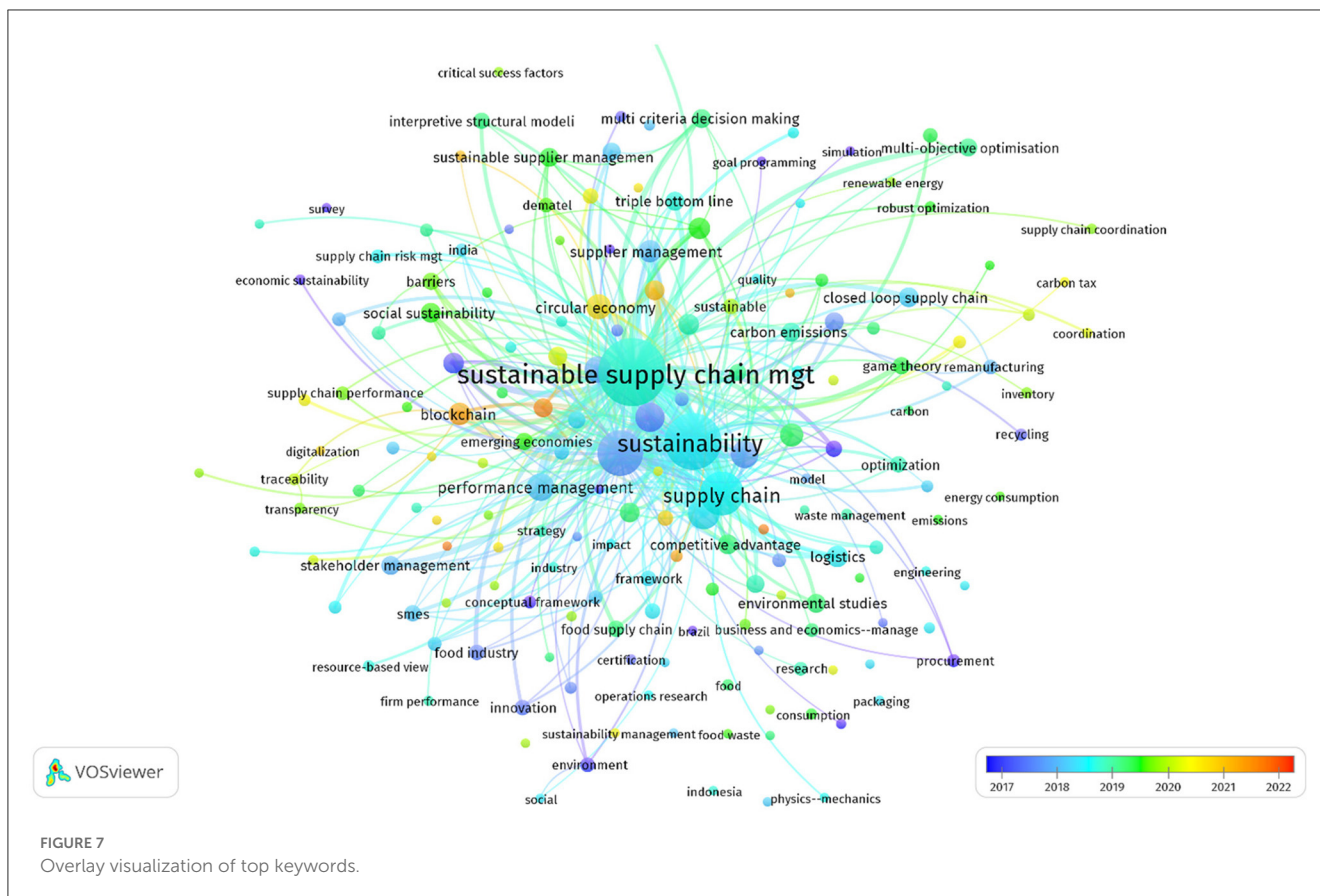 critical success factors
interpretive structural modeli
multi criteria decision making
sustainable supplier managemen
goal programming
simulation
multi-objective optimisation
renewable energy
survey
dematel
triple bottom line
robust optimization
supply chain coordination
supply chain risk mgt
india
supplier management
economic sustainability
barriers
quality
carbon tax
social sustainability
circular economy
sustainable
closed loop supply chain
carbon emissions
coordination
sustainable supply chain mgt
game theory
remanufacturing
supply chain performance
inventory
blockchain
carbon
digitalization
emerging economies
sustainability
recycling
traceability
optimization
performance management
supply chain
model
energy consumption
transparency
waste management
emissions
strategy
impact
competitive advantage
logistics
stakeholder management
industry
framework
engineering
smes
conceptual framework
environmental studies
food supply chain
brazil
business and economics--manage
resource-based view
food industry
certification
research
procurement
firm performance
innovation
operations research
food
consumption
packaging
sustainability management
food waste
environment
social
indonesia
physics--mechanics
VOSviewer
2017
2018
2019
2020
2021
2022
FIGURE 7
Overlay visualization of top keywords.